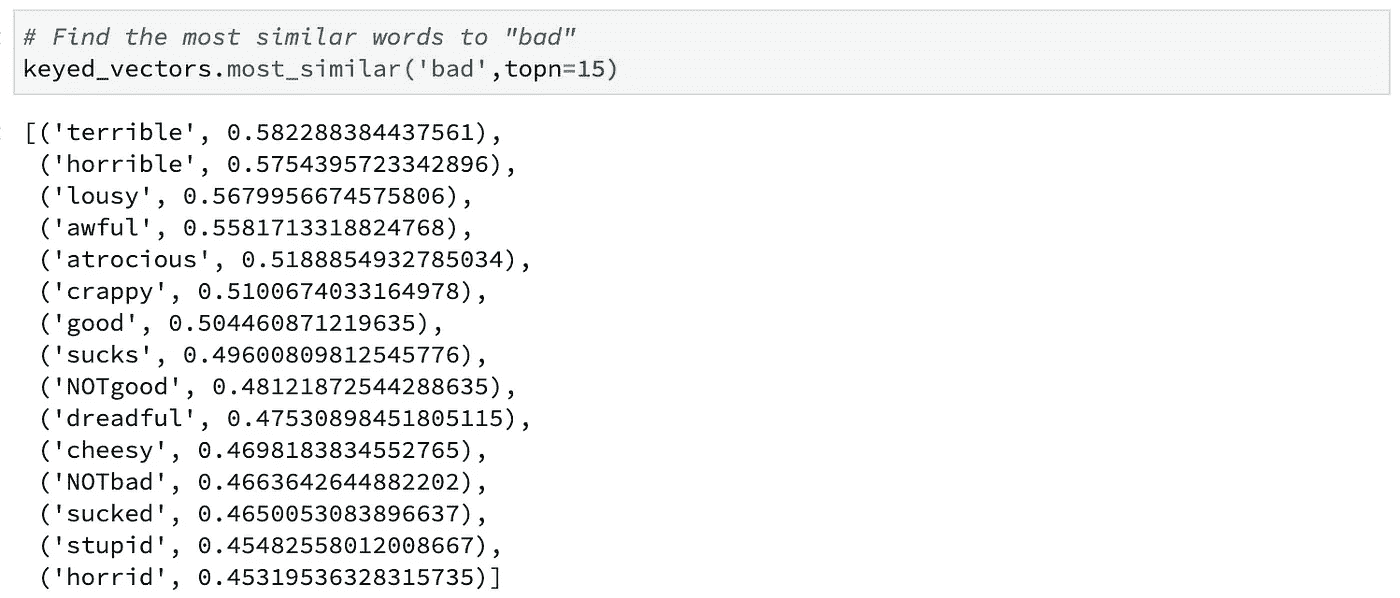 # Find the most similar words to "bad"
keyed_vectors.most_similar('bad',topn=15)
[('terrible', 0.582288384437561),
('horrible', 0.5754395723342896),
('lousy', 0.5679956674575806),
('awful', 0.5581713318824768),
('atrocious', 0.5188854932785034),
('crappy', 0.5100674033164978),
('good', 0.504460871219635),
('sucks', 0.49600809812545776),
('NOTgood', 0.48121872544288635),
('dreadful', 0.47530898451805115),
('cheesy', 0.4698183834552765),
('NOTbad', 0.4663642644882202),
('sucked', 0.4650053083896637),
('stupid', 0.45482558012008667),
('horrid', 0.45319536328315735)]